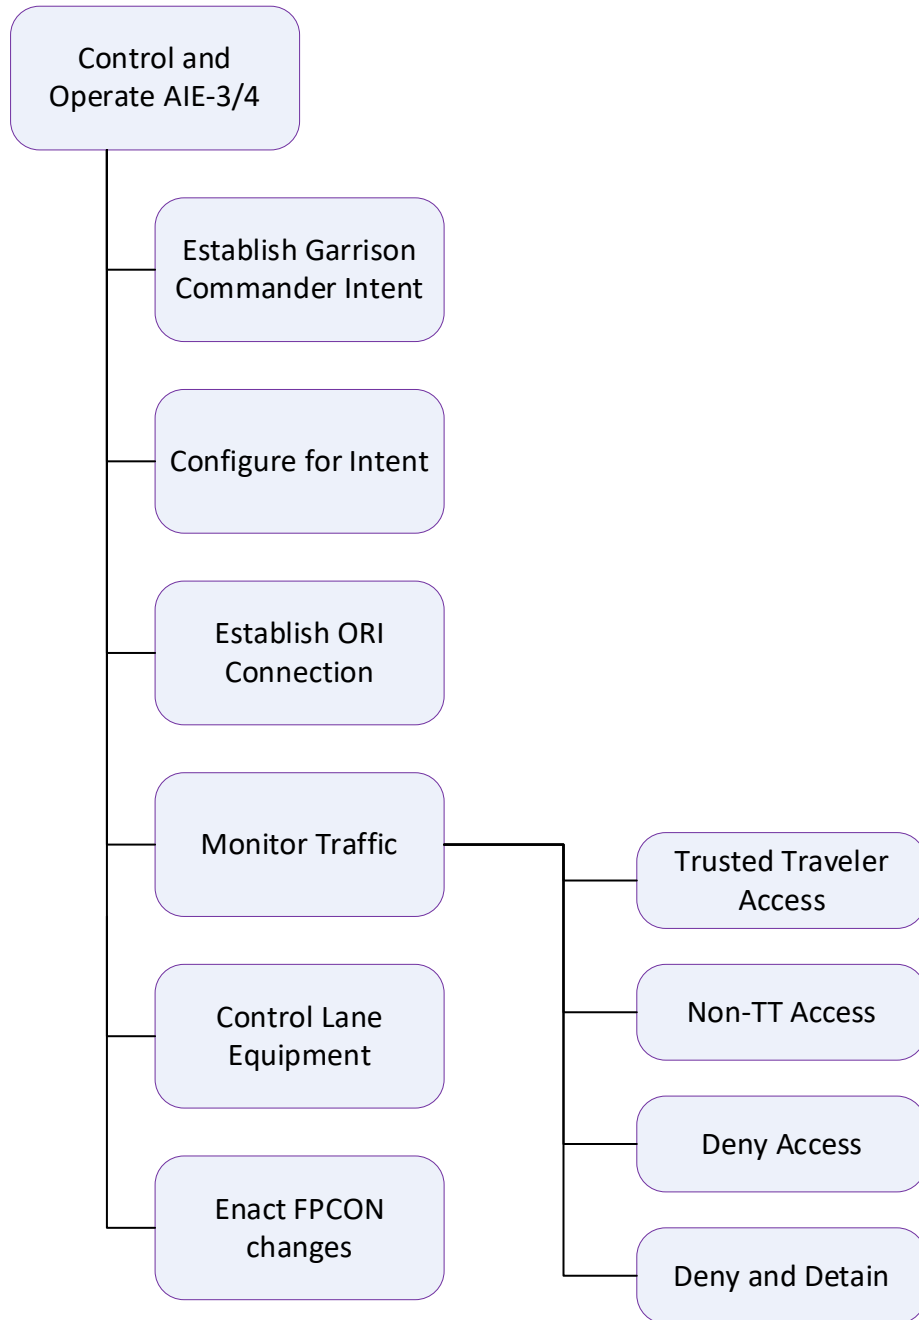 Control and
Operate AIE-3/4
Establish Garrison
Commander Intent
Configure for Intent
Establish ORI
Connection
Monitor Traffic
Trusted Traveler
Access
Non-TT Access
Control Lane
Equipment
Deny Access
Enact FPCON
changes
Deny and Detain